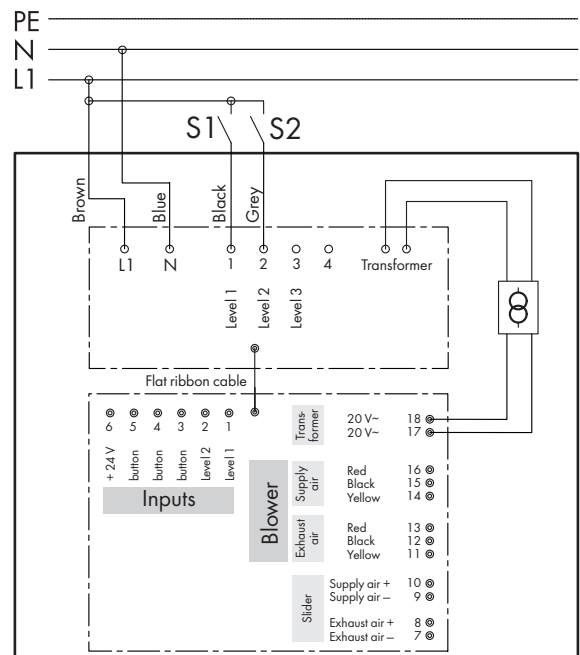 PE
N
L1
S1 S2
Brown
Blue
Black
Grey
L1 N 1 2 3 4 Transformer
Level 1
Level 2
Level 3
Flat ribbon cable
6 5 4 3 2 1
+ 24 V
button
button
button
Level 2
Level 1
Inputs
Blower
Trans-
former
20 V~ 18
20 V~ 17
Supply
air
Red 16
Black 15
Yellow 14
Exhaust
air
Red 13
Black 12
Yellow 11
Slider
Supply air + 10
Supply air – 9
Exhaust air + 8
Exhaust air – 7